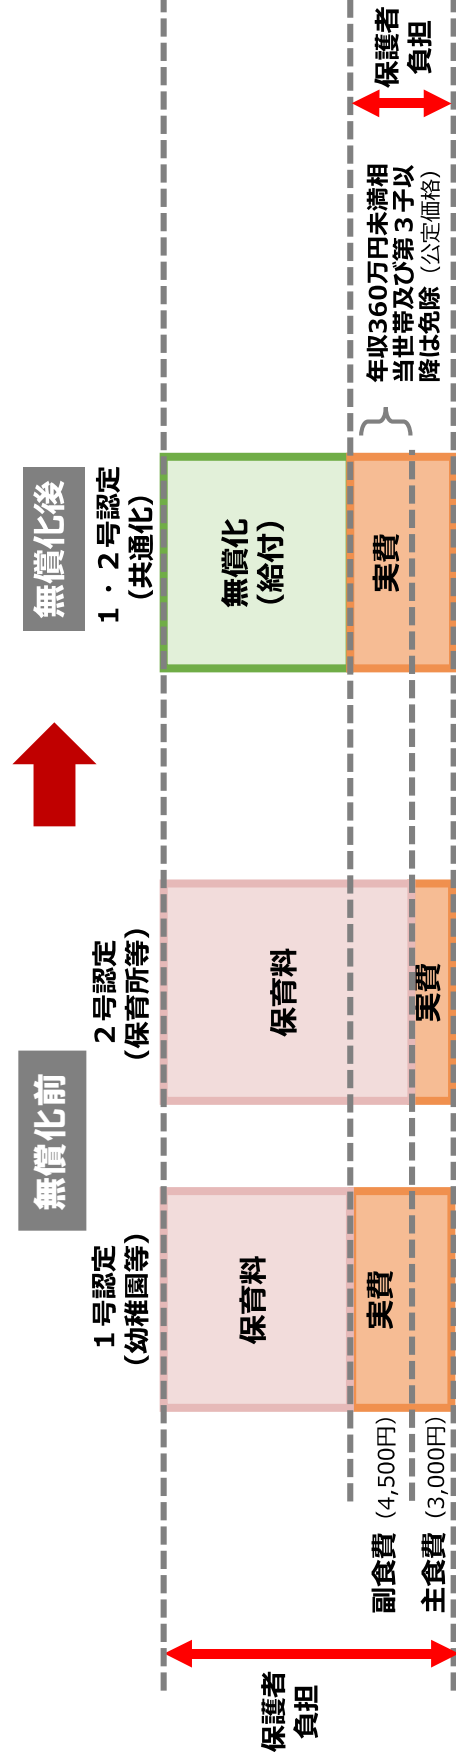 無償化前
無償化後
１号認定
（幼稚園等）
２号認定
（保育所等）
１・２号認定
（共通化）
保護者
負担
保育料
保育料
無償化
（給付）
副食費（4,500円）
主食費（3,000円）
実費
実費
実費
年収360万円未満相
当世帯及び第３子以
降は免除（公定価格）
保護者
負担